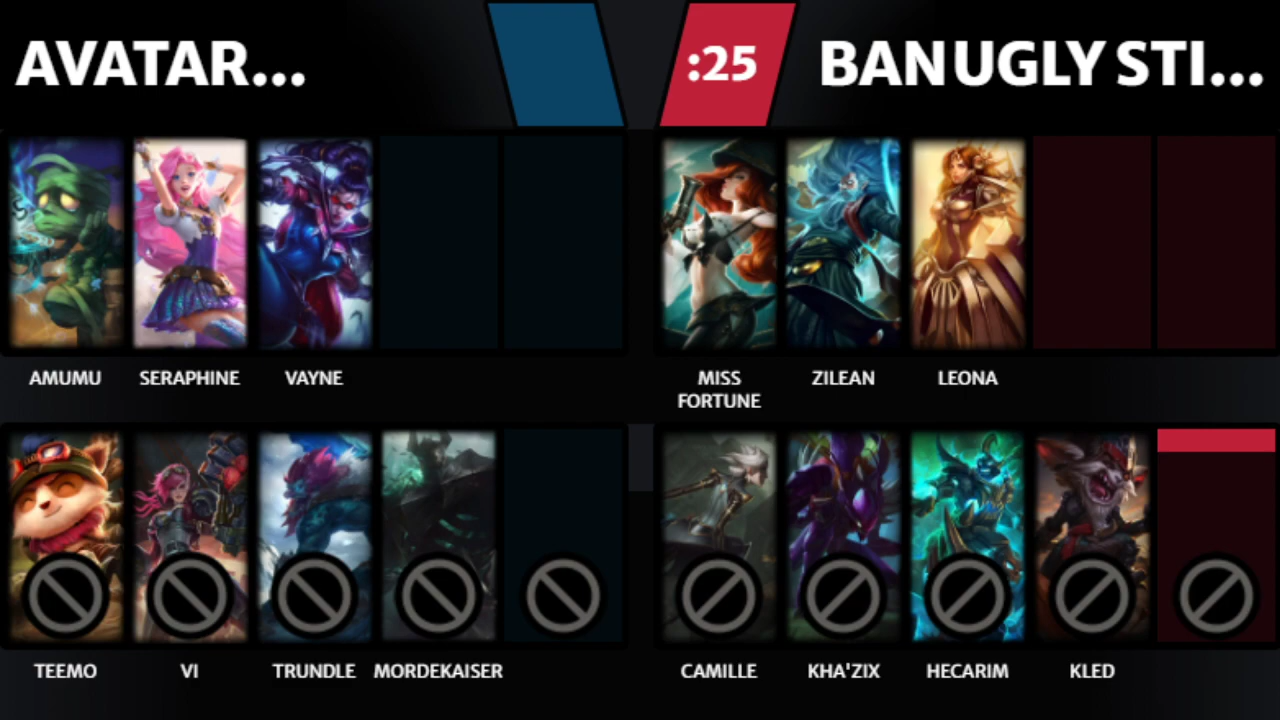 AVATAR...
:25
BANUGLY STI...
AMUMU
SERAPHINE
VAYNE
MISS
FORTUNE
ZILEAN
LEONA
TEEMO
VI
TRUNDLE
MORDEKAISER
CAMILLE
KHA'ZIX
HECARIM
KLED